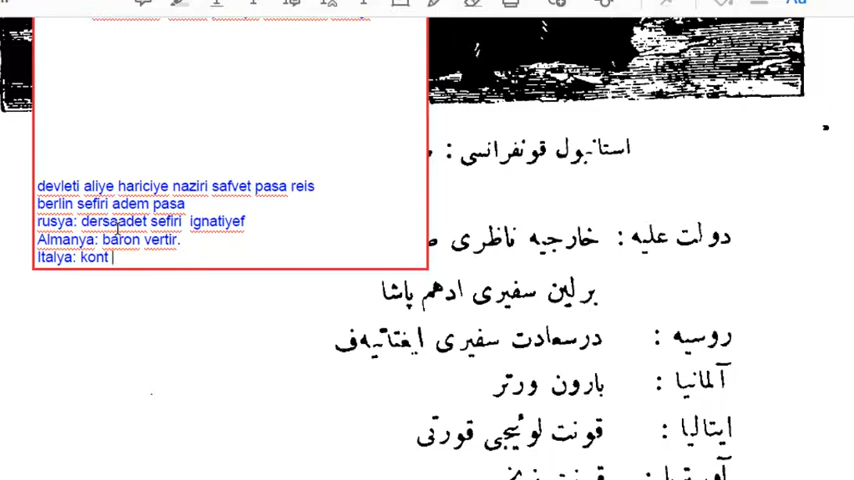 devleti aliye hariciye naziri safvet pasa reis
berlin sefiri adem pasa
rusya: dersaadet sefiri ignatiyef
Almanya: baron vertir.
Italya: kont
استانبول قونفرانسی :
دولت علیه : خارجیه ناظری
برلین سفیری ادهم پاشا
روسیه : درسعادت سفیری ایغناتیه‌ف
آلمانیا : بارون ورتر
ایتالیا : قونت لوئیجی قورتی